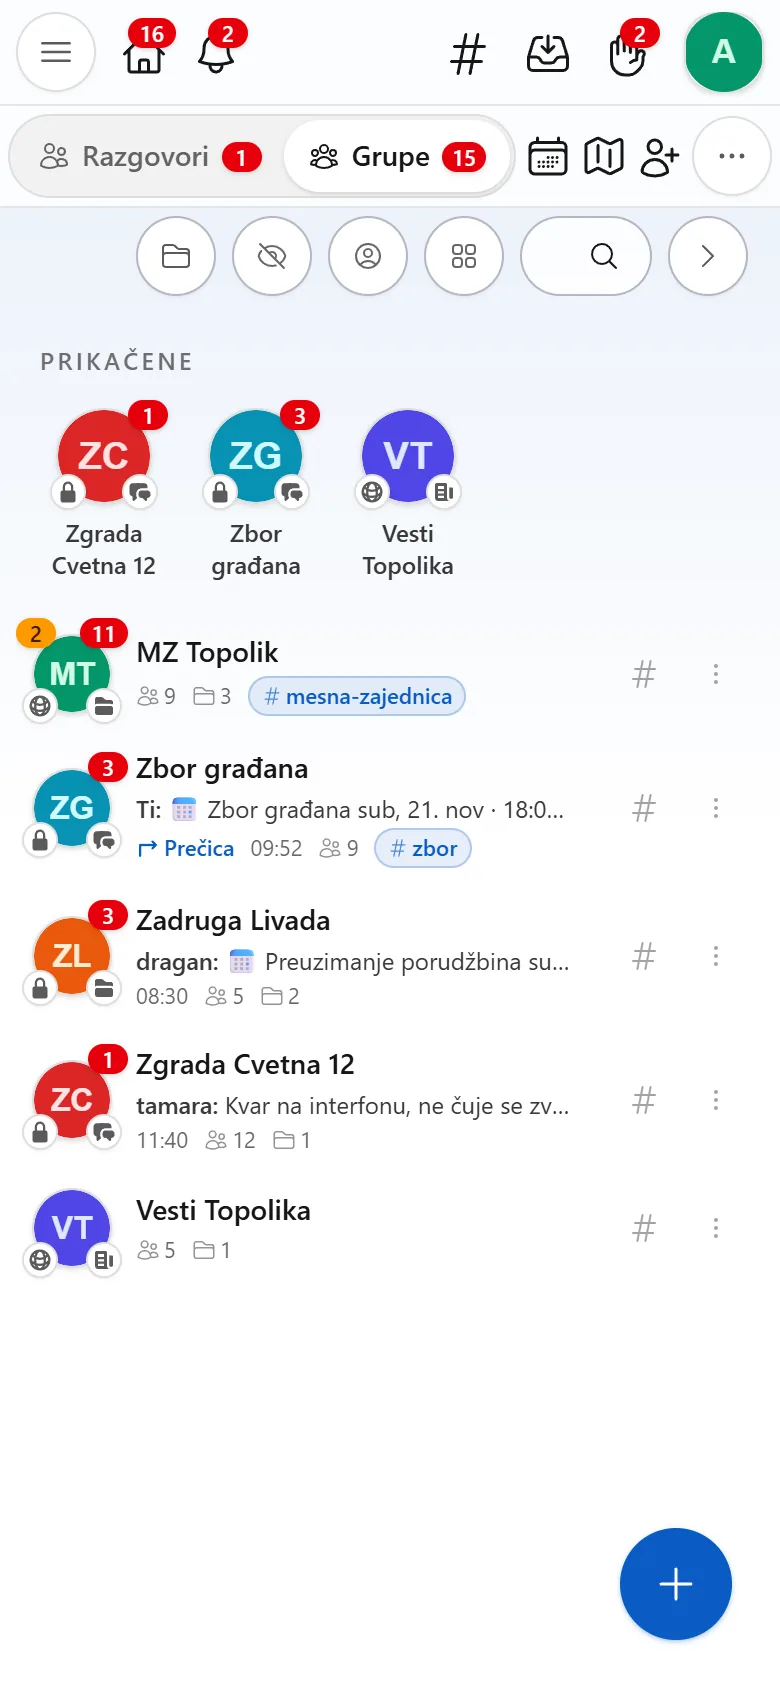 16
2
2
A
Razgovori 1
Grupe 15
PRIKAČENE
ZC 1
ZG 3
VT
Zgrada Cvetna 12
Zbor građana
Vesti Topolika
2 11
MT
MZ Topolik
9 3 # mesna-zajednica
3
ZG
Zbor građana
Ti: Zbor građana sub, 21. nov · 18:0...
Prečica 09:52 9 # zbor
3
ZL
Zadruga Livada
dragan: Preuzimanje porudžbina su...
08:30 5 2
1
ZC
Zgrada Cvetna 12
tamara: Kvar na interfonu, ne čuje se zv...
11:40 12 1
VT
Vesti Topolika
5 1